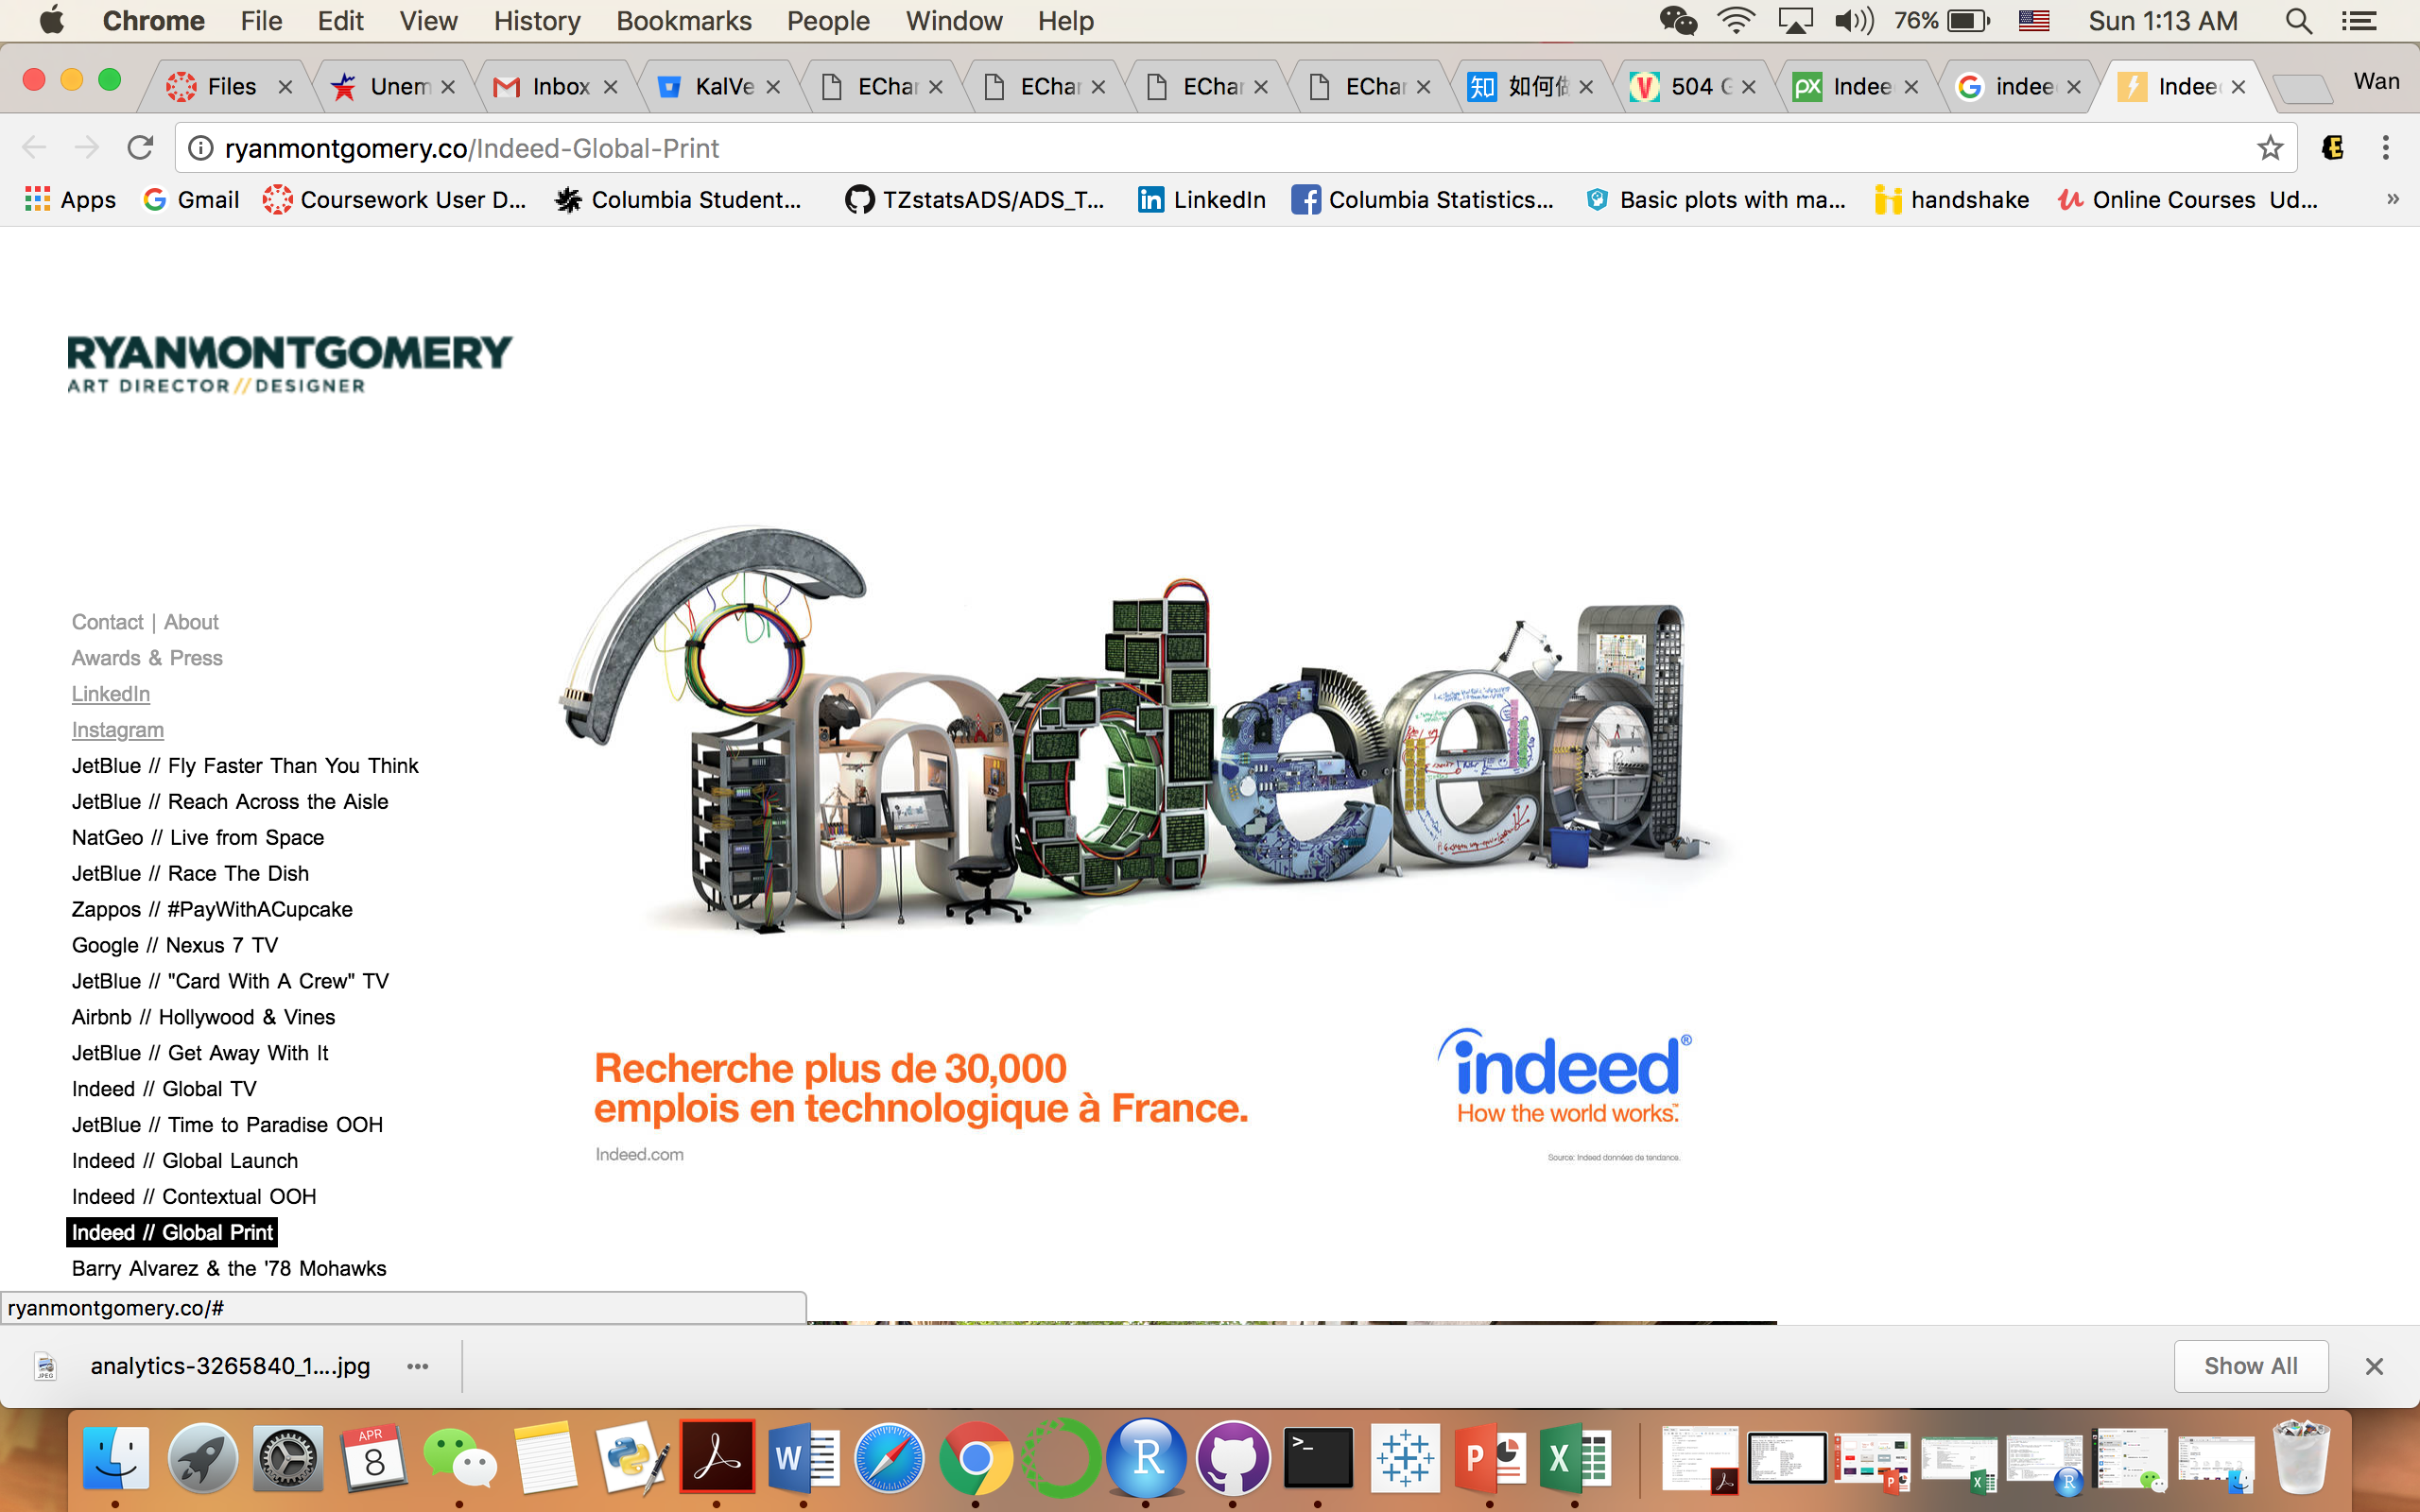 Chrome File Edit View History Bookmarks People Window Help 76% Sun 1:13 AM
Files Unem Inbox KalVe EChar EChar EChar EChar 知 如何做 504 G px Indee indee Indee Wan
ryanmontgomery.co/Indeed-Global-Print
Apps Gmail Coursework User D... Columbia Student... TZstatsADS/ADS_T... LinkedIn Columbia Statistics... Basic plots with ma... handshake Online Courses Ud... »
RYANMONTGOMERY
ART DIRECTOR//DESIGNER
indeed
Contact | About
Awards & Press
LinkedIn
Instagram
JetBlue // Fly Faster Than You Think
JetBlue // Reach Across the Aisle
NatGeo // Live from Space
JetBlue // Race The Dish
Zappos // #PayWithACupcake
Google // Nexus 7 TV
JetBlue // "Card With A Crew" TV
Airbnb // Hollywood & Vines
JetBlue // Get Away With It
Indeed // Global TV
JetBlue // Time to Paradise OOH
Indeed // Global Launch
Indeed // Contextual OOH
Indeed // Global Print
Barry Alvarez & the '78 Mohawks
Recherche plus de 30,000
emplois en technologique à France.
Indeed.com
indeed®
How the world works.™
Source: Indeed données de tendance.
ryanmontgomery.co/#
analytics-3265840_1....jpg
Show All
APR
8